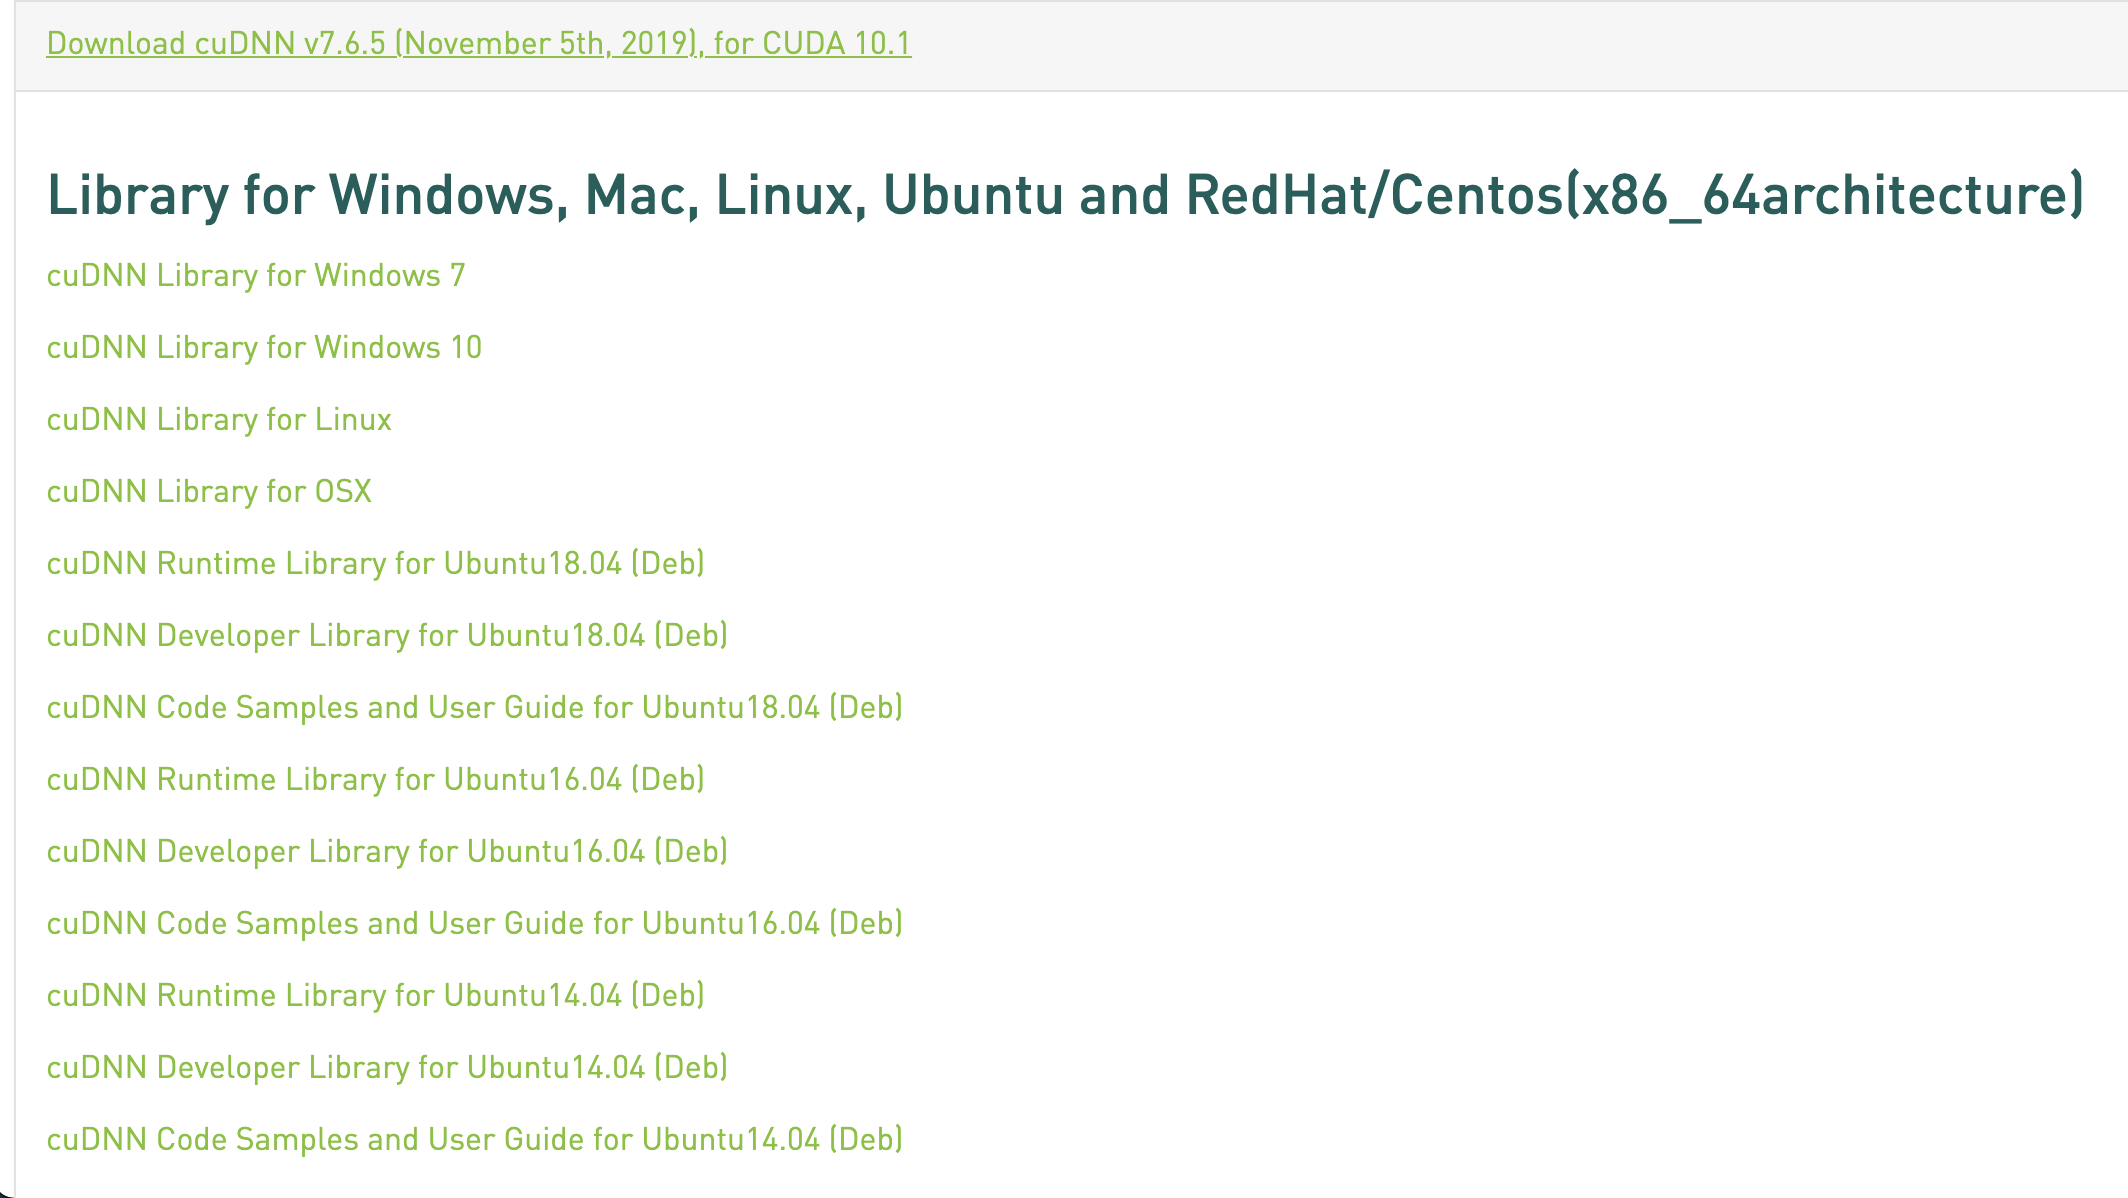 Download cuDNN v7.6.5 (November 5th, 2019), for CUDA 10.1
Library for Windows, Mac, Linux, Ubuntu and RedHat/Centos(x86_64architecture)
cuDNN Library for Windows 7
cuDNN Library for Windows 10
cuDNN Library for Linux
cuDNN Library for OSX
cuDNN Runtime Library for Ubuntu18.04 (Deb)
cuDNN Developer Library for Ubuntu18.04 (Deb)
cuDNN Code Samples and User Guide for Ubuntu18.04 (Deb)
cuDNN Runtime Library for Ubuntu16.04 (Deb)
cuDNN Developer Library for Ubuntu16.04 (Deb)
cuDNN Code Samples and User Guide for Ubuntu16.04 (Deb)
cuDNN Runtime Library for Ubuntu14.04 (Deb)
cuDNN Developer Library for Ubuntu14.04 (Deb)
cuDNN Code Samples and User Guide for Ubuntu14.04 (Deb)